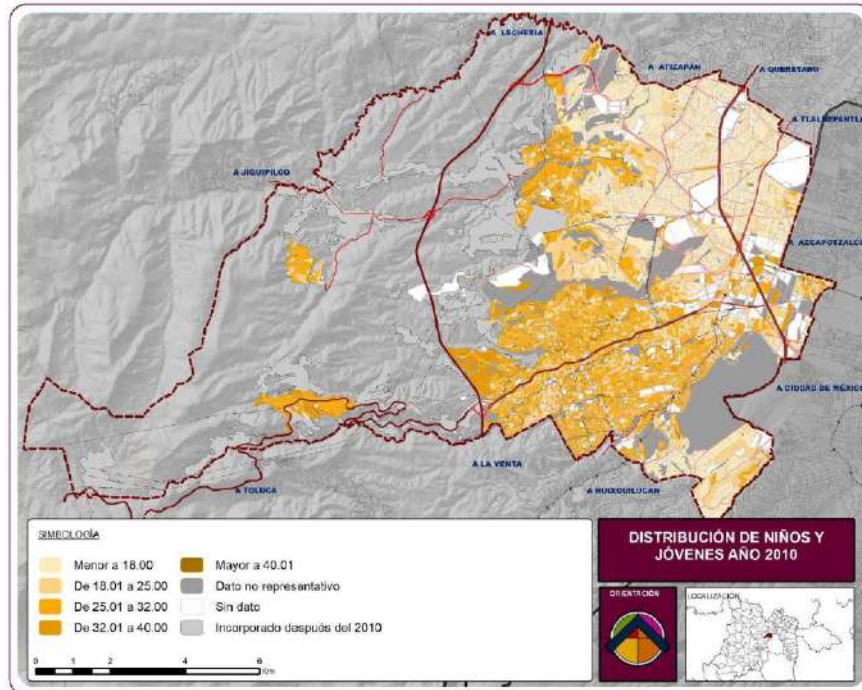 A LECHERIA
A ATIZAPÁN
A QUERÉTARO
A TLALNEPANTLA
A JIQUIPILCO
A AZCAPOTZALCO
A CIUDAD DE MÉXICO
A LA VENTA
A TOLUCA
A HUIXQUILUCAN
SIMBOLOGÍA
Menor a 18.00
De 18.01 a 25.00
De 25.01 a 32.00
De 32.01 a 40.00
Mayor a 40.01
Dato no representativo
Sin dato
Incorporado después del 2010
0 1 2 4 6
Km
DISTRIBUCIÓN DE NIÑOS Y
JÓVENES AÑO 2010
ORIENTACIÓN
LOCALIZACIÓN